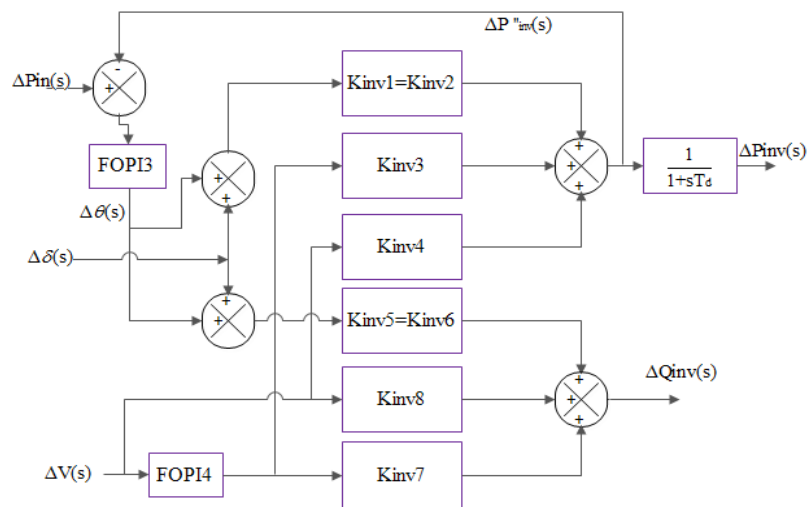 ΔP "inv(s)
ΔPin(s)
-
+
Kinv1=Kinv2
FOPI3
+
+
Kinv3
+
+
+
1
1+sTd
ΔPinv(s)
Δθ(s)
Kinv4
Δδ(s)
+
+
Kinv5=Kinv6
ΔQinv(s)
+
+
+
Kinv8
ΔV(s)
FOPI4
Kinv7